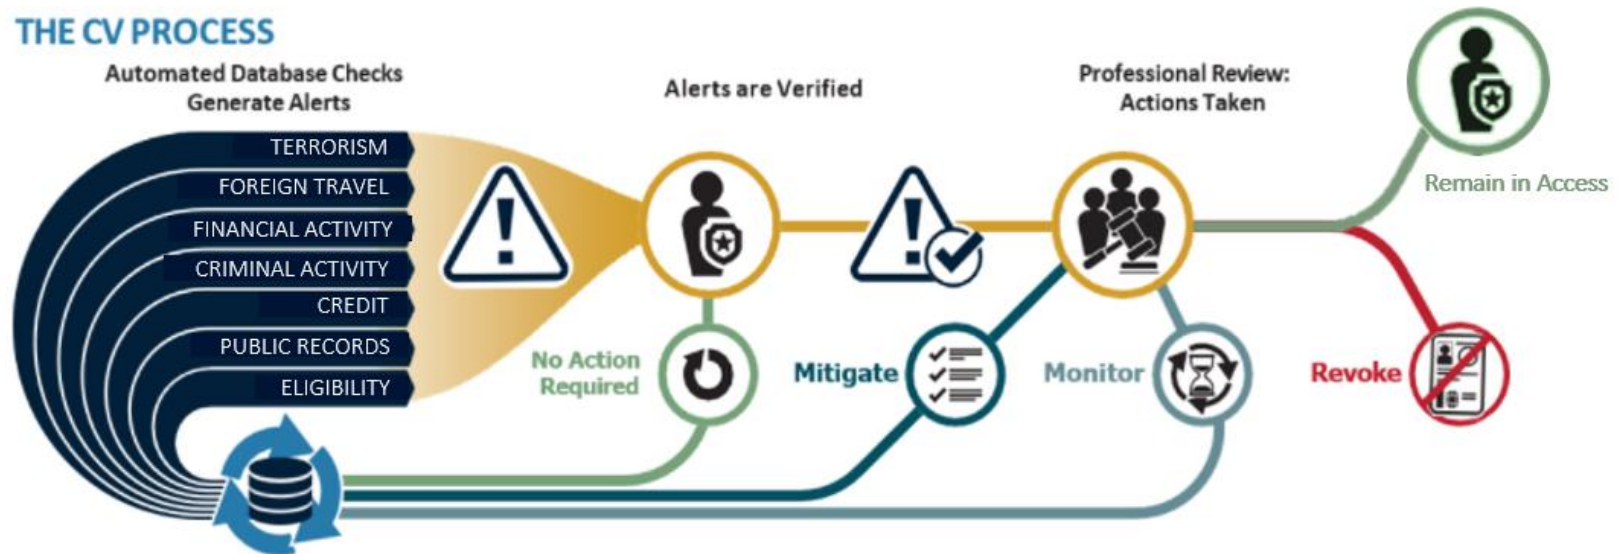 THE CV PROCESS
Automated Database Checks
Generate Alerts
Alerts are Verified
Professional Review:
Actions Taken
TERRORISM
FOREIGN TRAVEL
FINANCIAL ACTIVITY
CRIMINAL ACTIVITY
CREDIT
PUBLIC RECORDS
ELIGIBILITY
No Action
Required
Mitigate
Monitor
Revoke
Remain in Access